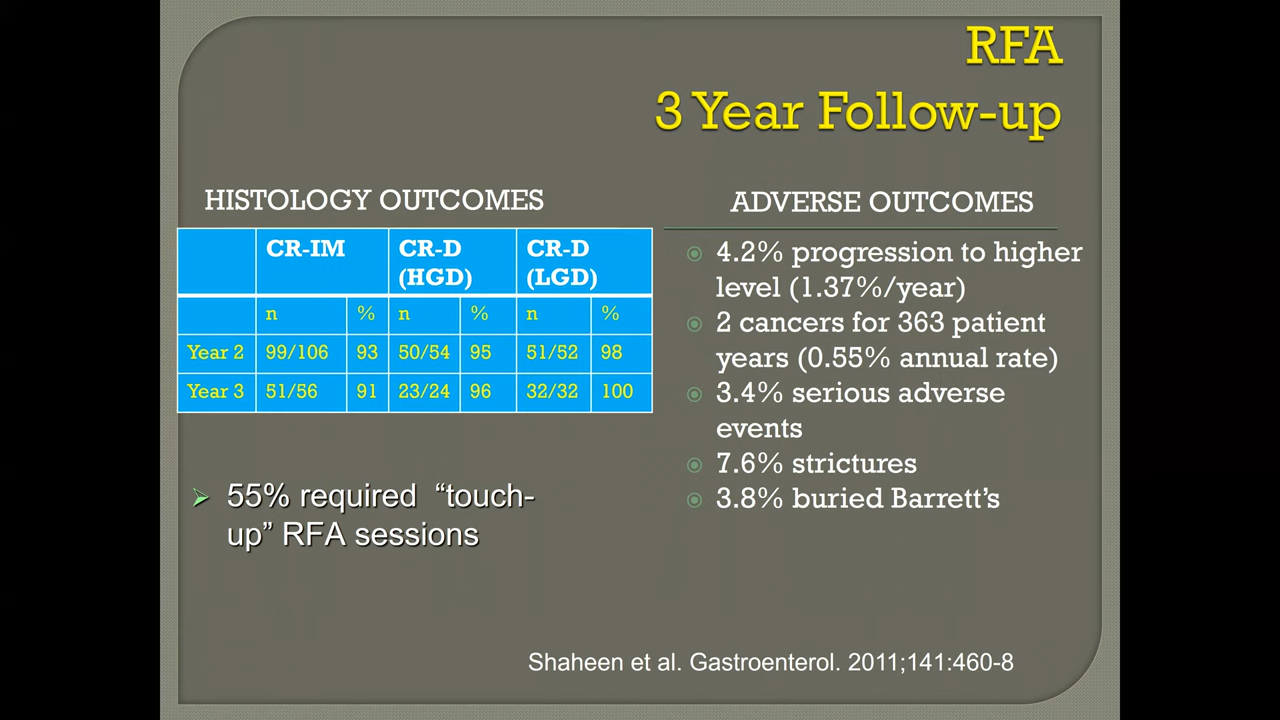 RFA
3 Year Follow-up
HISTOLOGY OUTCOMES
CR-IM CR-D (HGD) CR-D (LGD)
n % n % n %
Year 2 99/106 93 50/54 95 51/52 98
Year 3 51/56 91 23/24 96 32/32 100
55% required “touch-
up” RFA sessions
ADVERSE OUTCOMES
4.2% progression to higher
level (1.37%/year)
2 cancers for 363 patient
years (0.55% annual rate)
3.4% serious adverse
events
7.6% strictures
3.8% buried Barrett’s
Shaheen et al. Gastroenterol. 2011;141:460-8